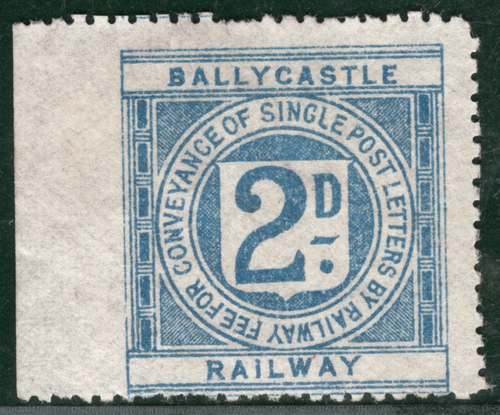 BALLYCASTLE
FEE FOR CONVEYANCE OF SINGLE POST LETTERS BY RAILWAY
2D
RAILWAY